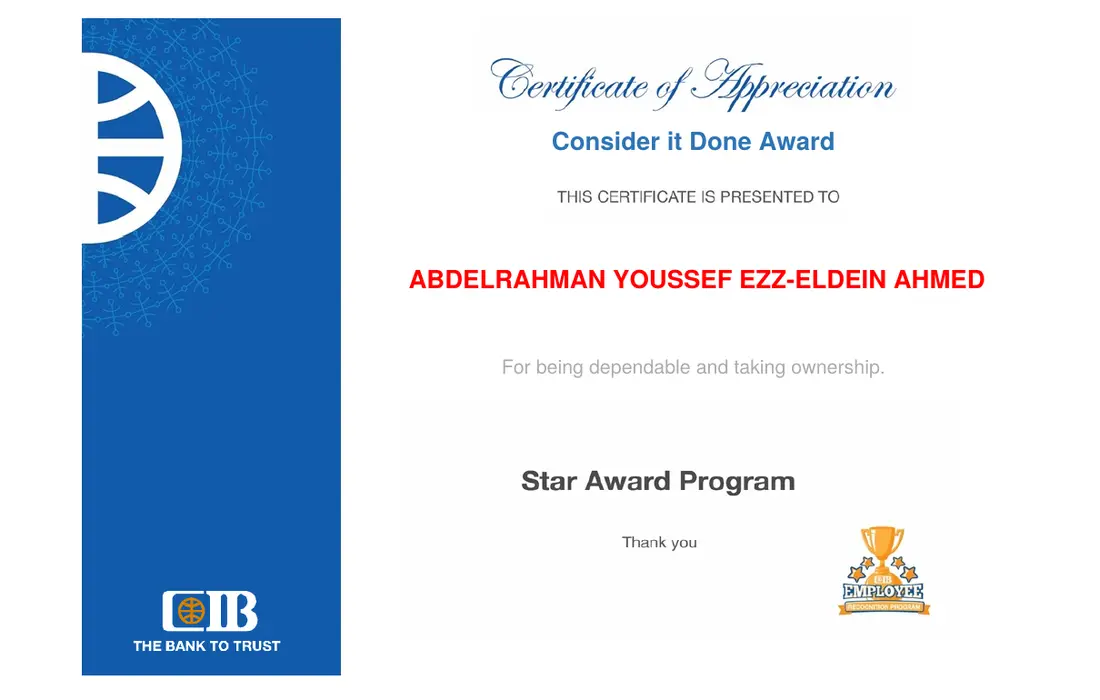 Certificate of Appreciation
Consider it Done Award
THIS CERTIFICATE IS PRESENTED TO
ABDELRAHMAN YOUSSEF EZZ-ELDEIN AHMED
For being dependable and taking ownership.
Star Award Program
Thank you
CIB
EMPLOYEE
RECOGNITION PROGRAM
CIB
THE BANK TO TRUST